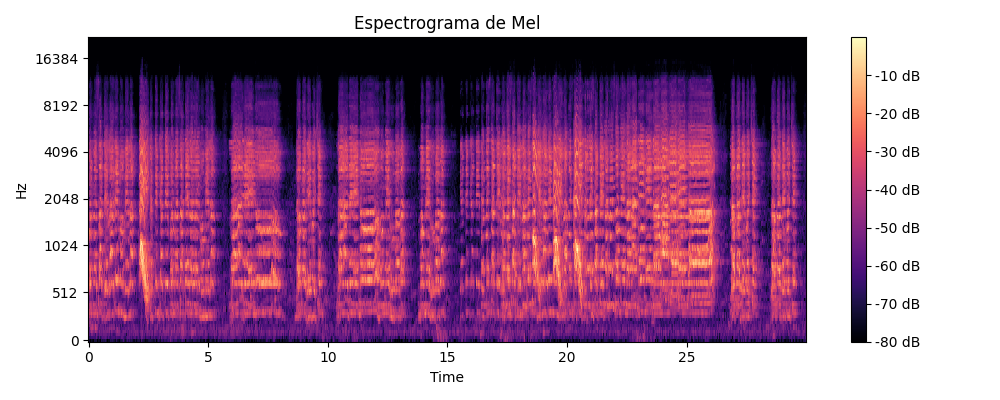 Espectrograma de Mel
Hz
16384
8192
4096
2048
1024
512
0
0 5 10 15 20 25
Time
-10 dB
-20 dB
-30 dB
-40 dB
-50 dB
-60 dB
-70 dB
-80 dB